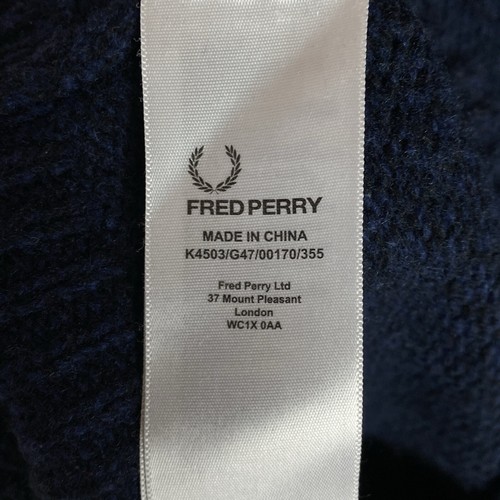 FRED PERRY
MADE IN CHINA
K4503/G47/00170/355
Fred Perry Ltd
37 Mount Pleasant
London
WC1X 0AA